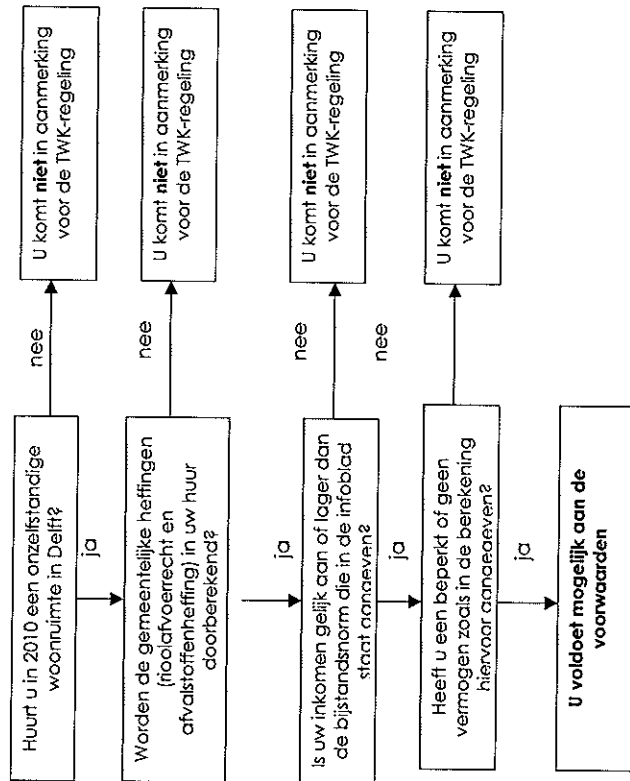 Huurt u in 2010 een onzelfstandige
woonruimte in Delft?
nee
U komt niet in aanmerking
voor de TWK-regeling
ja
Worden de gemeentelijke heffingen
(rioolafvoerrecht en
afvalstoffenheffing) in uw huur
doorberekend?
nee
U komt niet in aanmerking
voor de TWK-regeling
ja
Is uw inkomen gelijk aan of lager dan
de bijstandsnorm die in de infoblad
staat aangegeven?
nee
U komt niet in aanmerking
voor de TWK-regeling
ja
Heeft u een beperkt of geen
vermogen zoals in de berekening
hiervoor aangegeven?
nee
U komt niet in aanmerking
voor de TWK-regeling
ja
U voldoet mogelijk aan de
voorwaarden